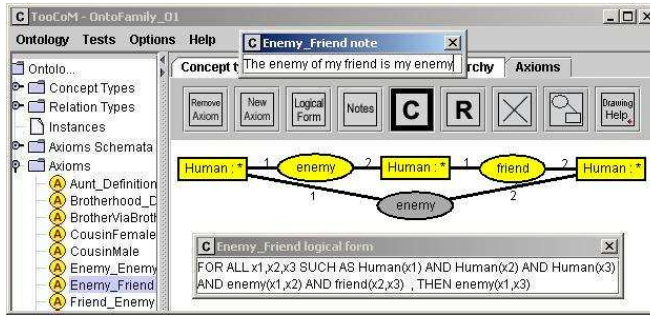 TooCoM - OntoFamily_01
Ontology Tests Options Help
C Enemy_Friend note
The enemy of my friend is my enemy
Ontolo...
Concept Types
Relation Types
Instances
Axioms Schemata
Axioms
A Aunt_Definition
A Brotherhood_D
A BrotherViaBrot
A CousinFemale
A CousinMale
A Enemy_Enemy
A Enemy_Friend
A Friend_Enemy
Concept t
rchy
Axioms
Remove Axiom
New Axiom
Logical Form
Notes
C
R
Drawing Help
Human : * 1 enemy 2 Human : * 1 friend 2 Human : *
1 enemy 2
C Enemy_Friend logical form
FOR ALL x1,x2,x3 SUCH AS Human(x1) AND Human(x2) AND Human(x3)
AND enemy(x1,x2) AND friend(x2,x3) , THEN enemy(x1,x3)